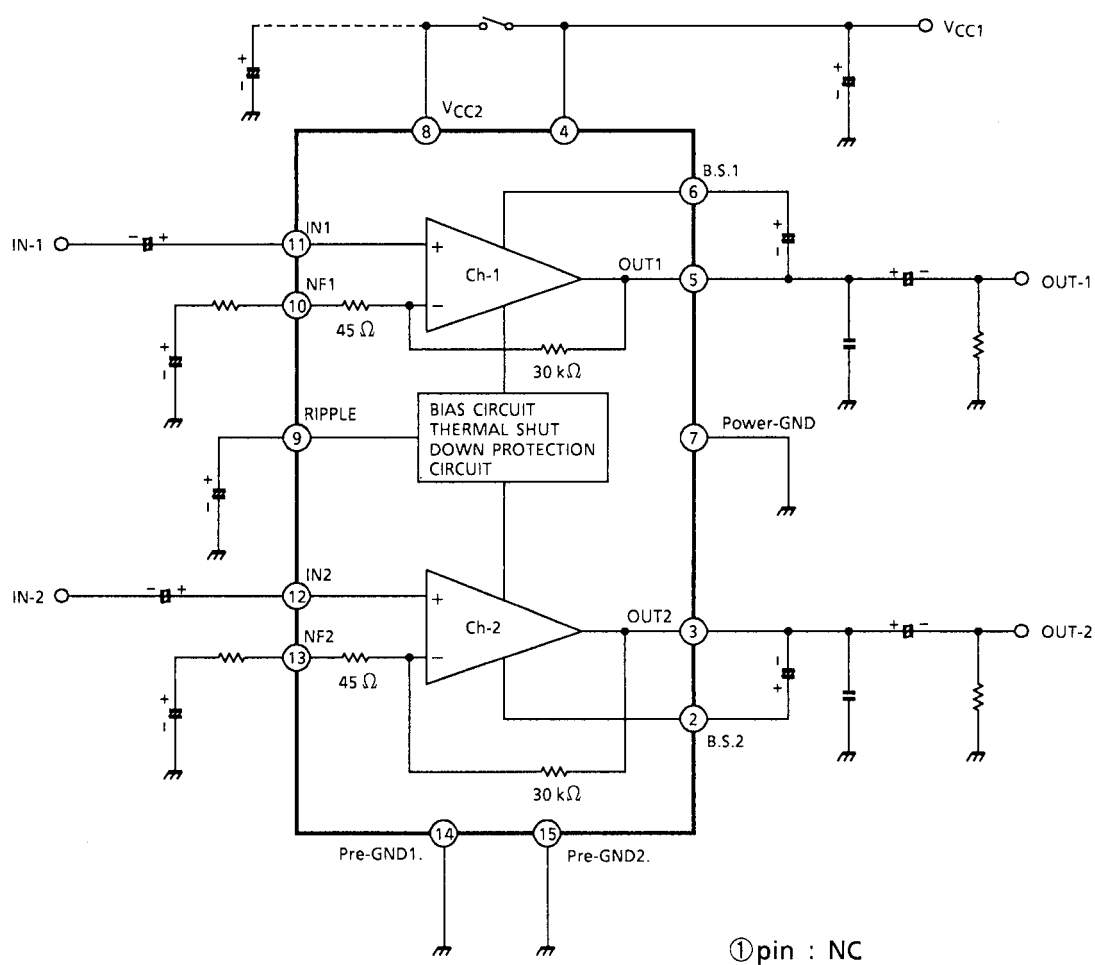 VCC1
+
-
+
-
VCC2
8
4
B.S.1
6
+
-
IN-1
- +
IN1
11
+
Ch-1
OUT1
5
+ -
OUT-1
NF1
10
45 Ω
-
30 kΩ
+
-
RIPPLE
9
BIAS CIRCUIT
THERMAL SHUT
DOWN PROTECTION
CIRCUIT
Power-GND
7
+
-
IN-2
- +
IN2
12
+
Ch-2
OUT2
3
+ -
OUT-2
NF2
13
45 Ω
-
-
+
+
-
2
B.S.2
30 kΩ
14
15
Pre-GND1.
Pre-GND2.
①pin : NC